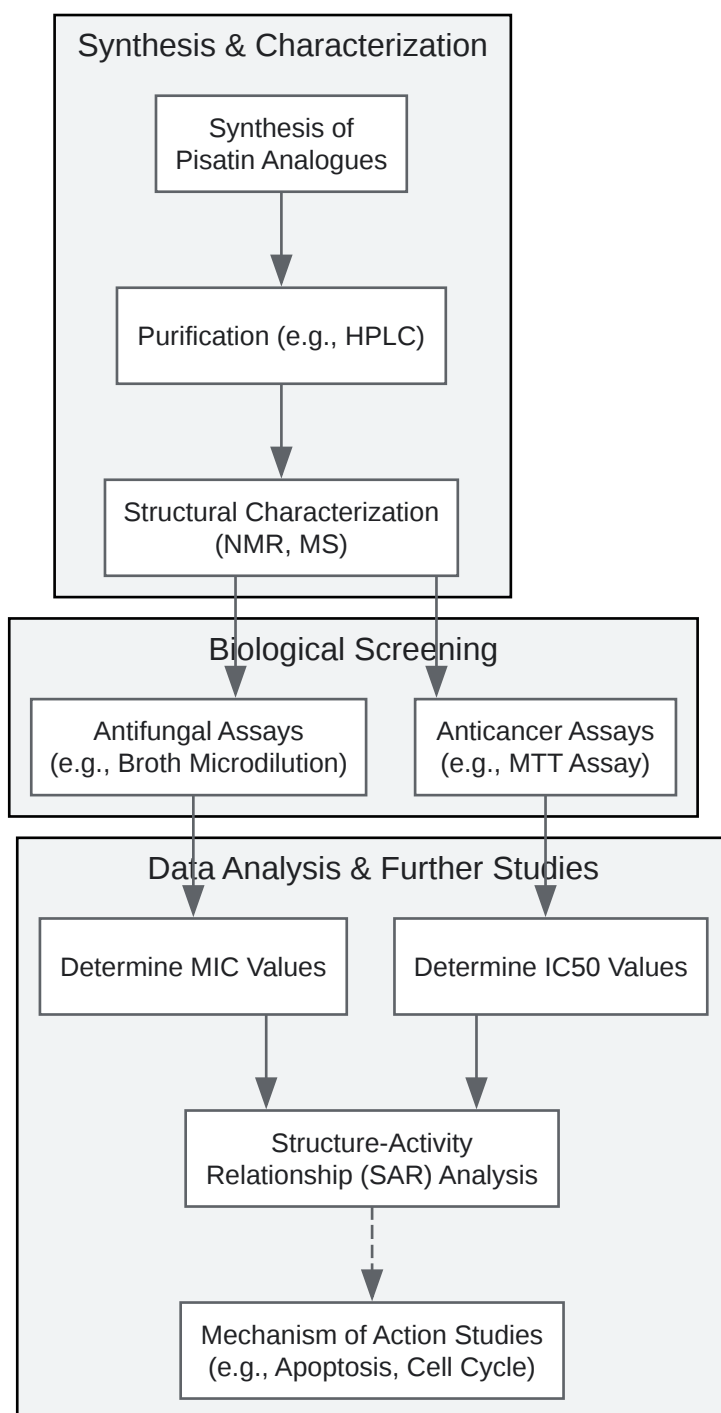 Synthesis & Characterization
Synthesis of
Pisatin Analogues
Purification (e.g., HPLC)
Structural Characterization
(NMR, MS)
Biological Screening
Antifungal Assays
(e.g., Broth Microdilution)
Anticancer Assays
(e.g., MTT Assay)
Data Analysis & Further Studies
Determine MIC Values
Determine IC50 Values
Structure-Activity
Relationship (SAR) Analysis
Mechanism of Action Studies
(e.g., Apoptosis, Cell Cycle)